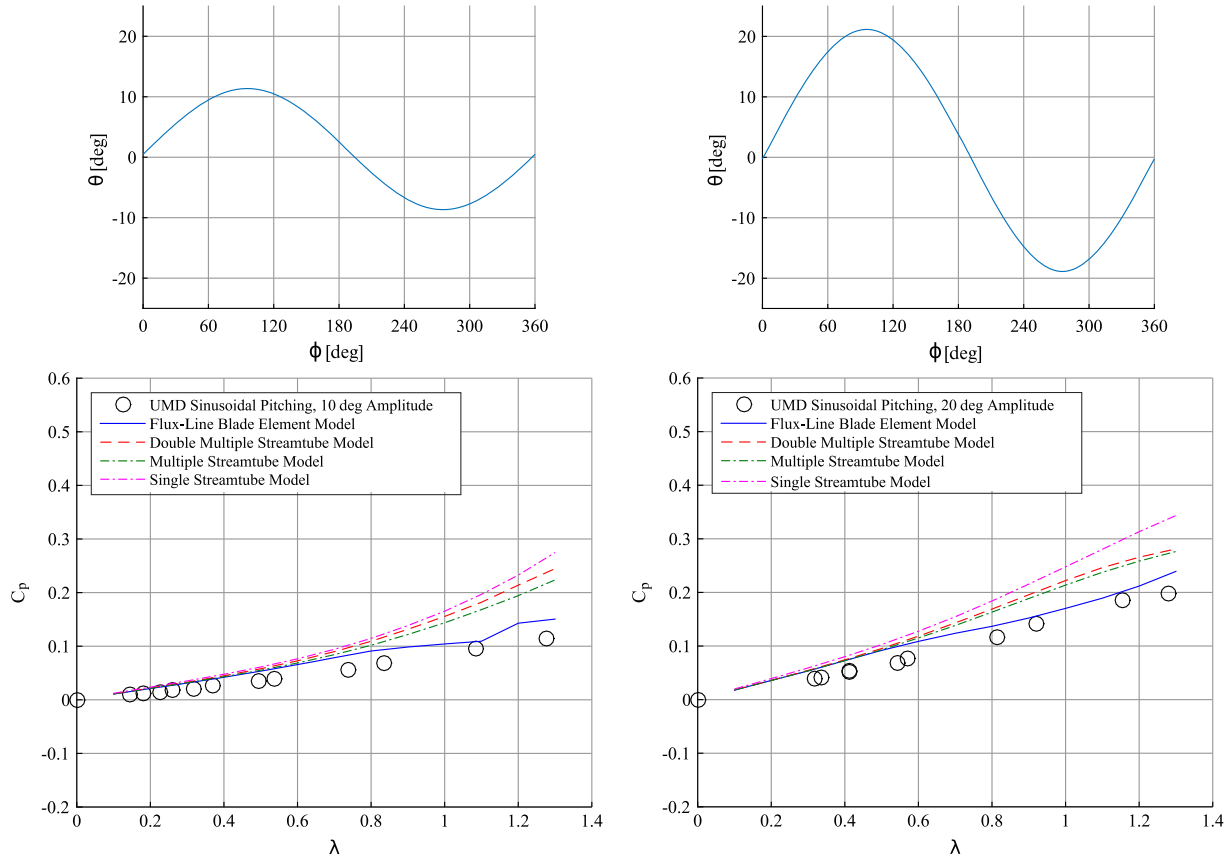 20
10
0
-10
-20
θ [deg]
0 60 120 180 240 300 360
ϕ [deg]
20
10
0
-10
-20
θ [deg]
0 60 120 180 240 300 360
ϕ [deg]
0.6
0.5
0.4
0.3
0.2
0.1
0
-0.1
-0.2
Cp
UMD Sinusoidal Pitching, 10 deg Amplitude
Flux-Line Blade Element Model
Double Multiple Streamtube Model
Multiple Streamtube Model
Single Streamtube Model
0 0.2 0.4 0.6 0.8 1 1.2 1.4
λ
0.6
0.5
0.4
0.3
0.2
0.1
0
-0.1
-0.2
Cp
UMD Sinusoidal Pitching, 20 deg Amplitude
Flux-Line Blade Element Model
Double Multiple Streamtube Model
Multiple Streamtube Model
Single Streamtube Model
0 0.2 0.4 0.6 0.8 1 1.2 1.4
λ